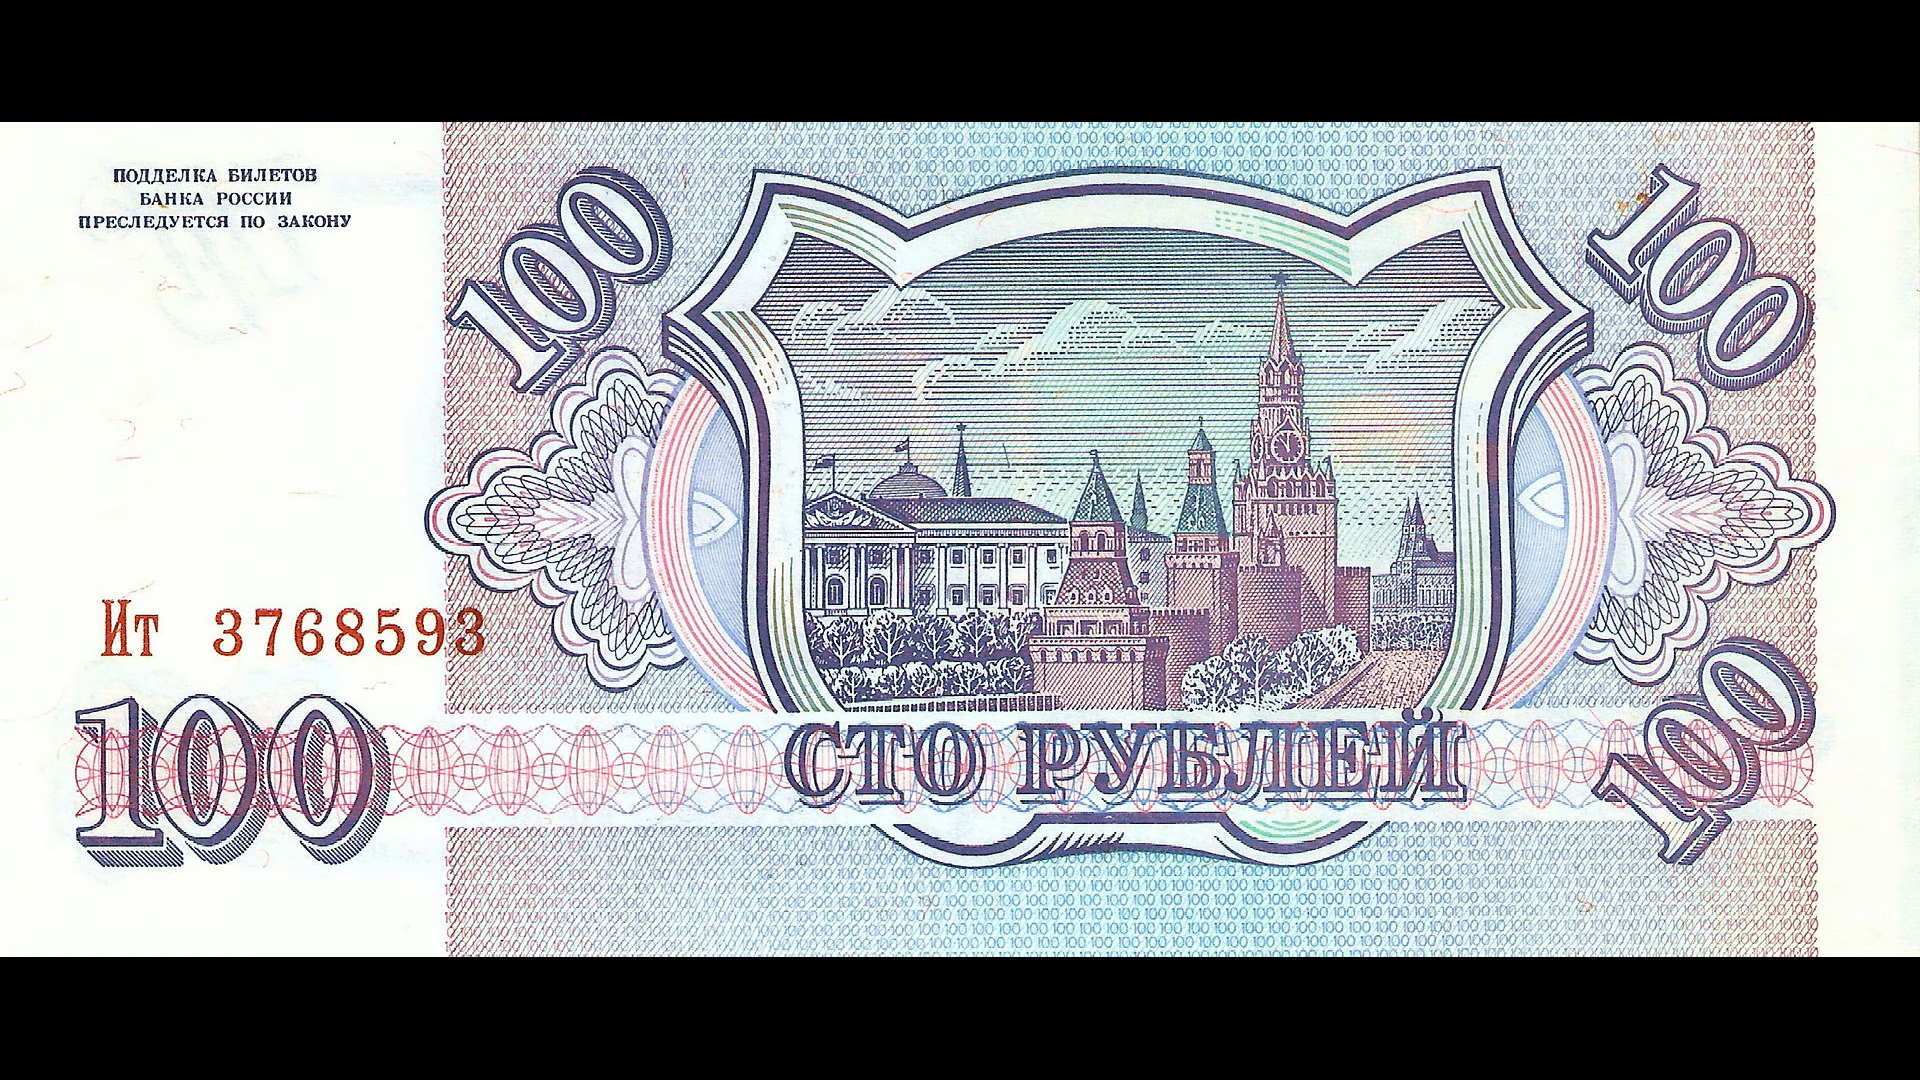 ПОДДЕЛКА БИЛЕТОВ
БАНКА РОССИИ
ПРЕСЛЕДУЕТСЯ ПО ЗАКОНУ
100
100
Ит 3768593
100
СТО РУБЛЕЙ
100